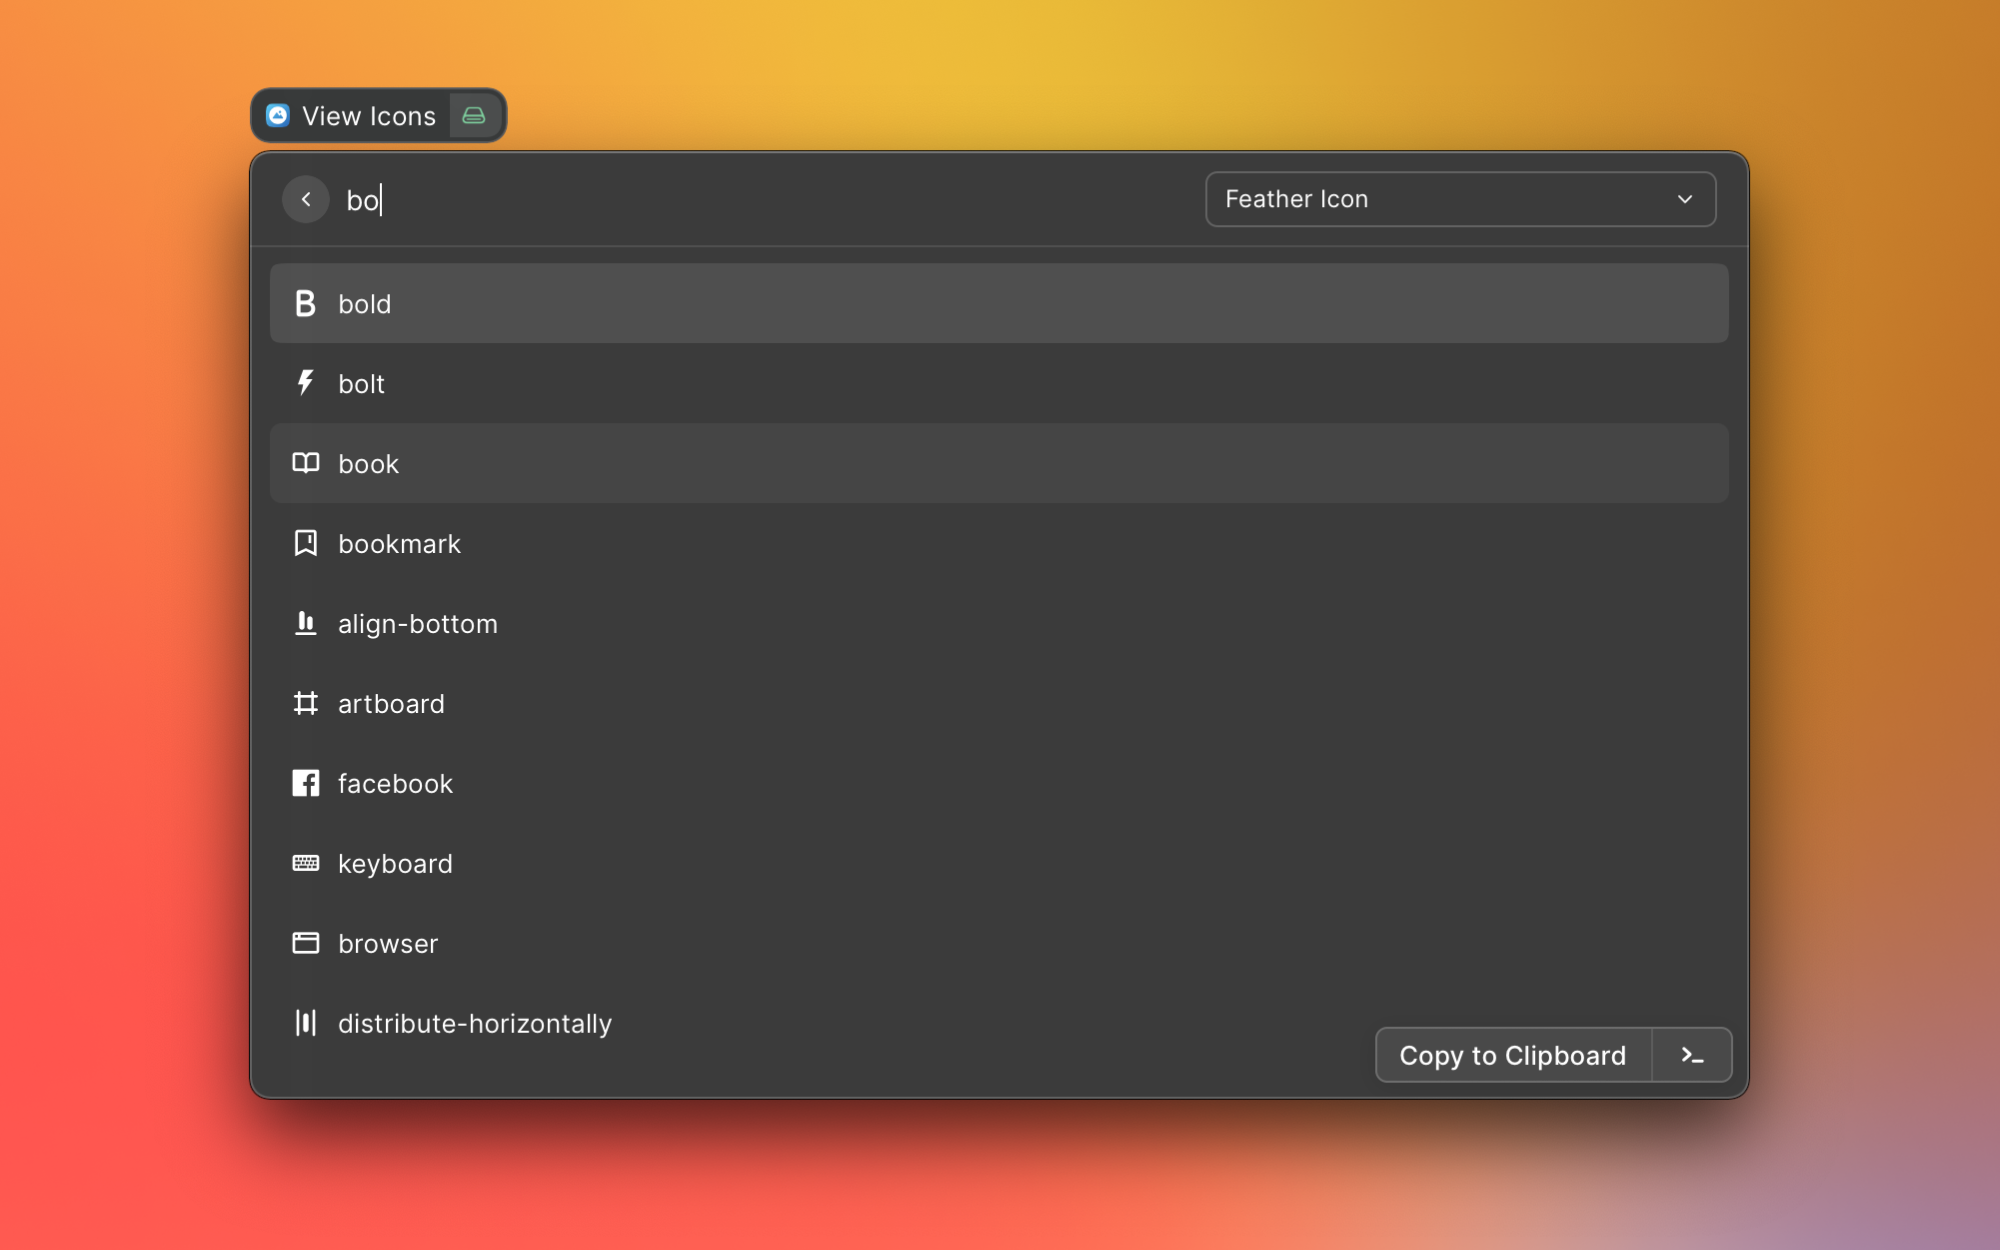 View Icons
bo
Feather Icon
bold
bolt
book
bookmark
align-bottom
artboard
facebook
keyboard
browser
distribute-horizontally
Copy to Clipboard